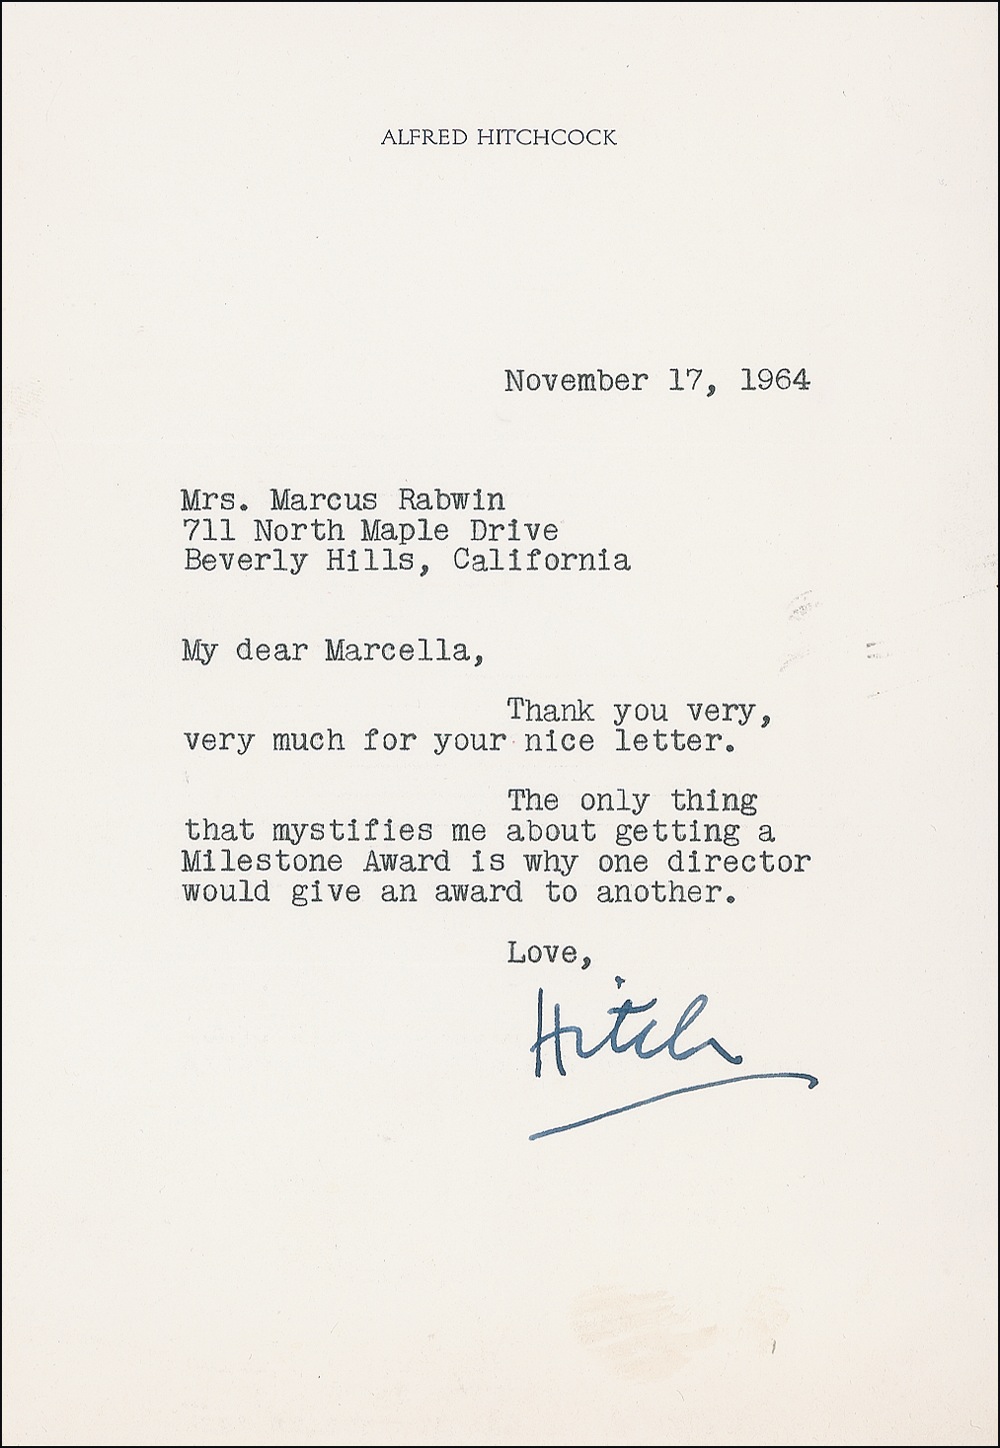 ALFRED HITCHCOCK
November 17, 1964
Mrs. Marcus Rabwin
711 North Maple Drive
Beverly Hills, California
My dear Marcella,
Thank you very,
very much for your nice letter.
The only thing
that mystifies me about getting a
Milestone Award is why one director
would give an award to another.
Love,
Hitch